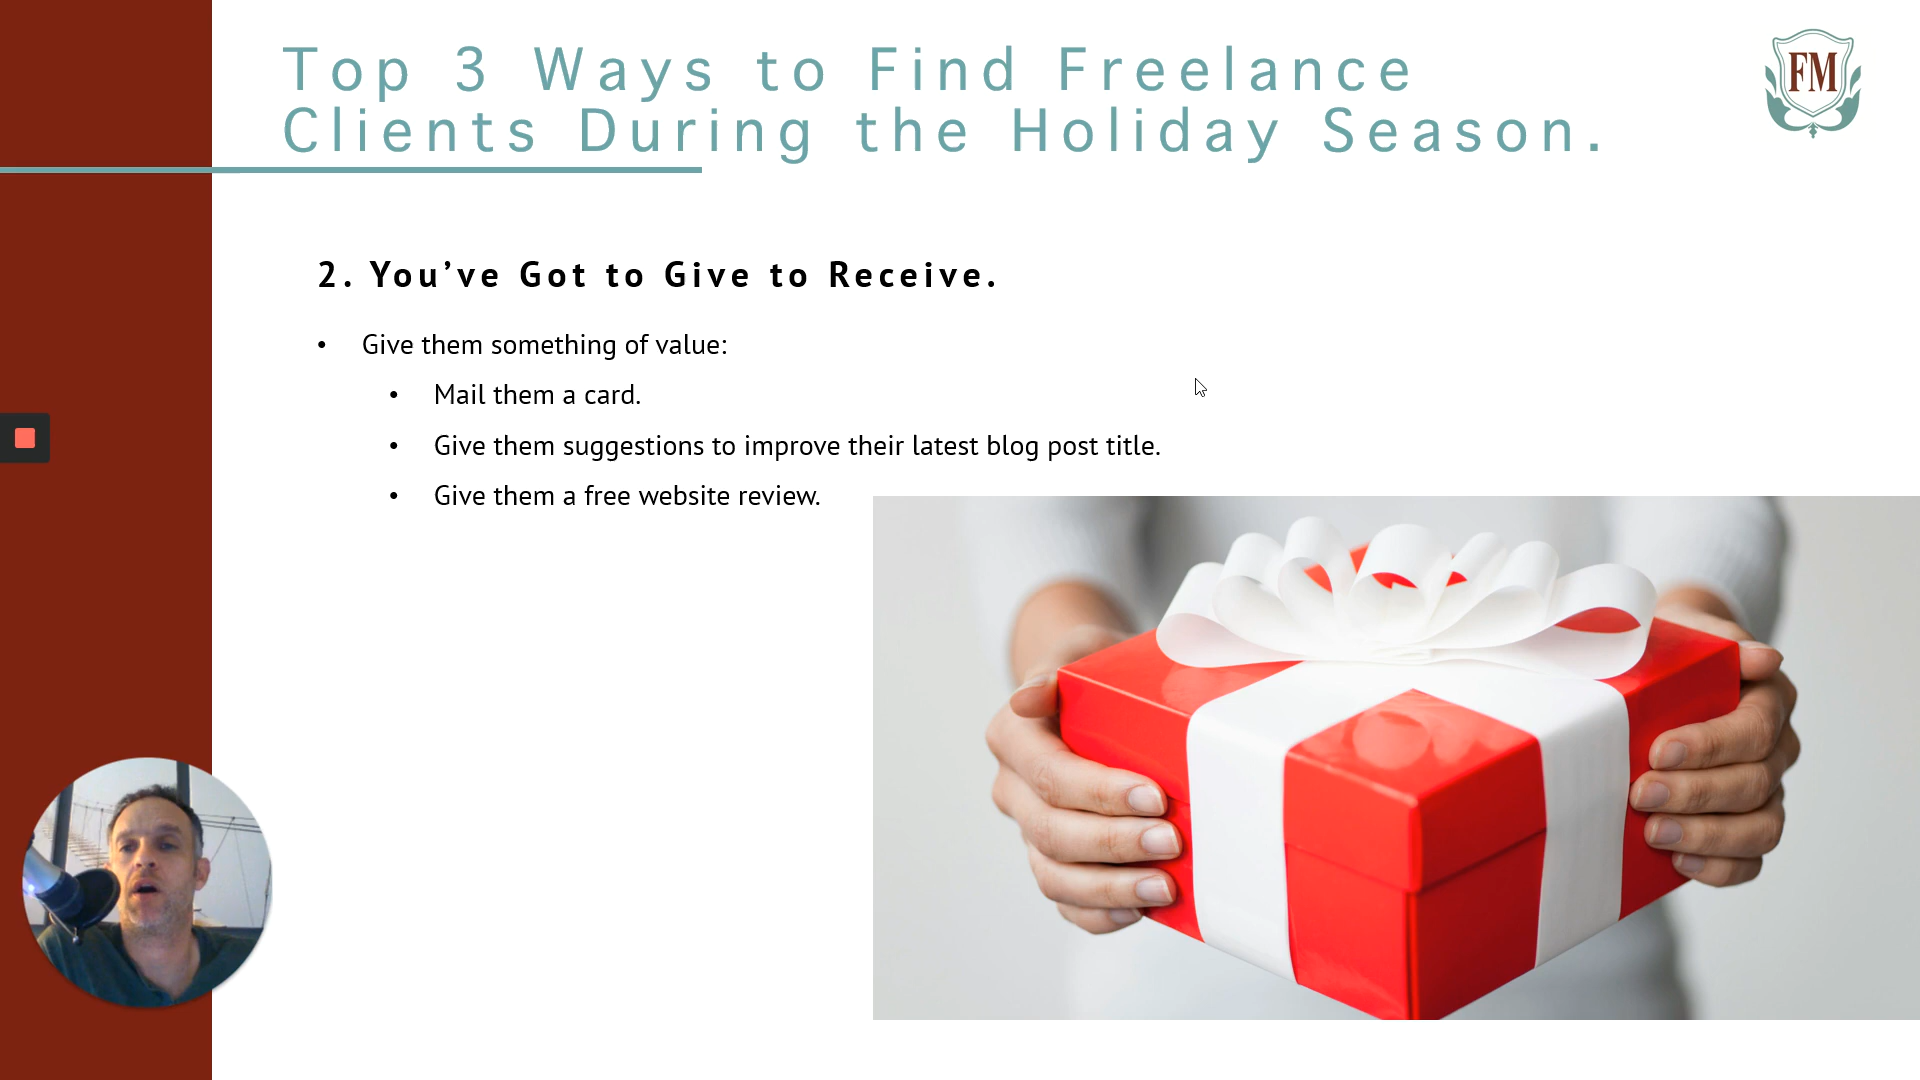 Top 3 Ways to Find Freelance
Clients During the Holiday Season.
FM
2. You’ve Got to Give to Receive.
• Give them something of value:
• Mail them a card.
• Give them suggestions to improve their latest blog post title.
• Give them a free website review.